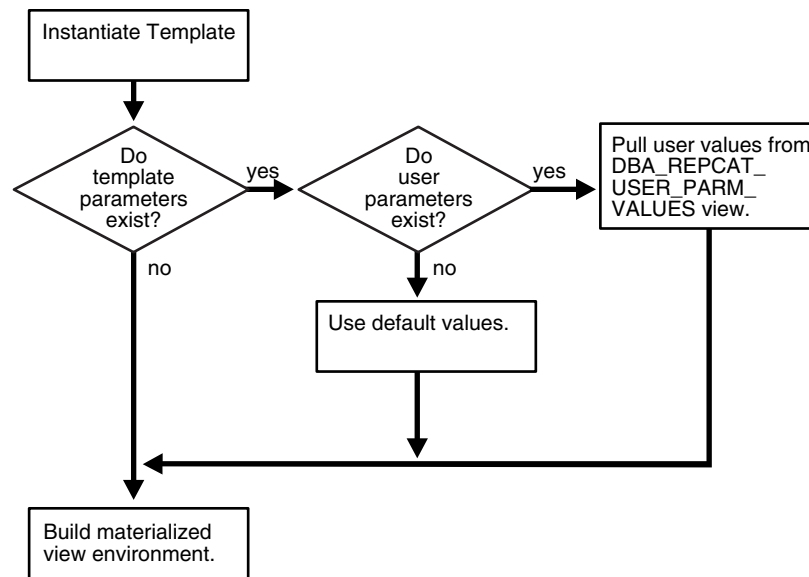 Instantiate Template
Do
template
parameters
exist?
yes
Do
user
parameters
exist?
yes
Pull user values from
DBA_REPCAT_
USER_PARM_
VALUES view.
no
no
Use default values.
Build materialized
view environment.